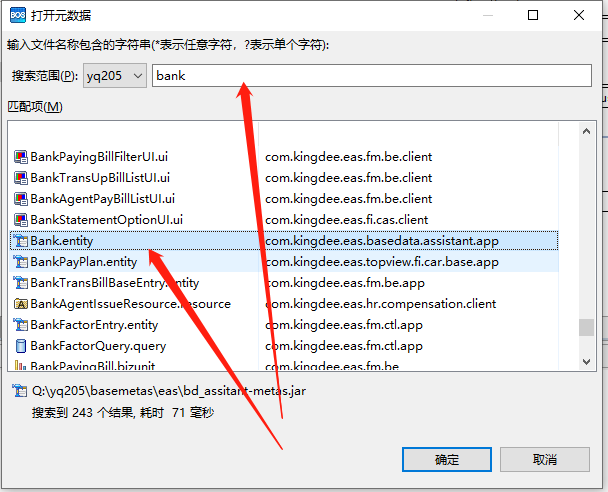 BOS 打开元数据
输入文件名称包含的字符串(*表示任意字符，?表示单个字符):
搜索范围(P): yq205 bank
匹配项(M)
BankPayingBillFilterUI.ui com.kingdee.eas.fm.be.client
BankTransUpBillListUI.ui com.kingdee.eas.fm.be.client
BankAgentPayBillListUI.ui com.kingdee.eas.fm.be.client
BankStatementOptionUI.ui com.kingdee.eas.fi.cas.client
Bank.entity com.kingdee.eas.basedata.assistant.app
BankPayPlan.entity com.kingdee.eas.topview.fi.car.base.app
BankTransBillBaseEntry.entity com.kingdee.eas.fm.be.app
BankAgentIssueResource.resource com.kingdee.eas.hr.compensation.client
BankFactorEntry.entity com.kingdee.eas.fm.ctl.app
BankFactorQuery.query com.kingdee.eas.fm.ctl.app
BankPayingBill.bizunit com.kingdee.eas.fm.be
Q:\yq205\basemetas\eas\bd_assitant-metas.jar
搜索到 243 个结果, 耗时 71 毫秒
确定 取消